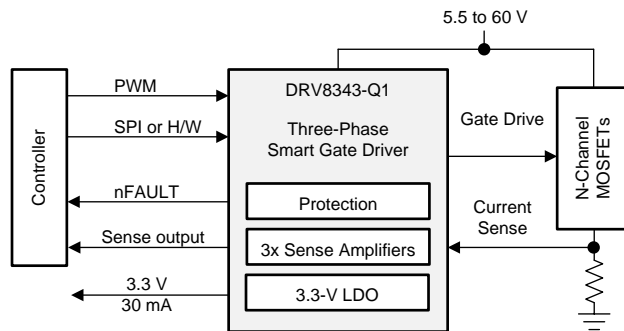 5.5 to 60 V
Controller
PWM
SPI or H/W
nFAULT
Sense output
3.3 V
30 mA
DRV8343-Q1
Three-Phase
Smart Gate Driver
Protection
3x Sense Amplifiers
3.3-V LDO
Gate Drive
Current
Sense
N-Channel
MOSFETs